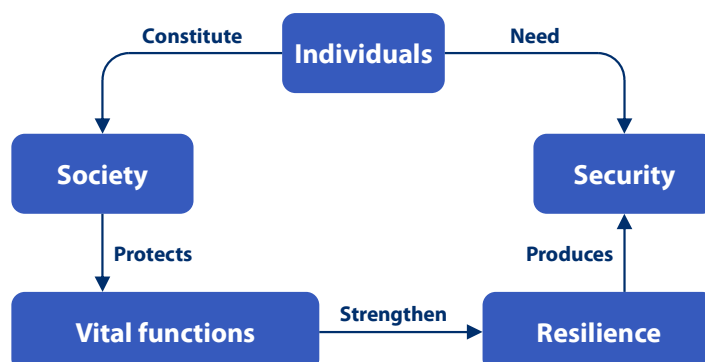 Constitute
Individuals
Need
Society
Security
Protects
Produces
Vital functions
Strengthen
Resilience